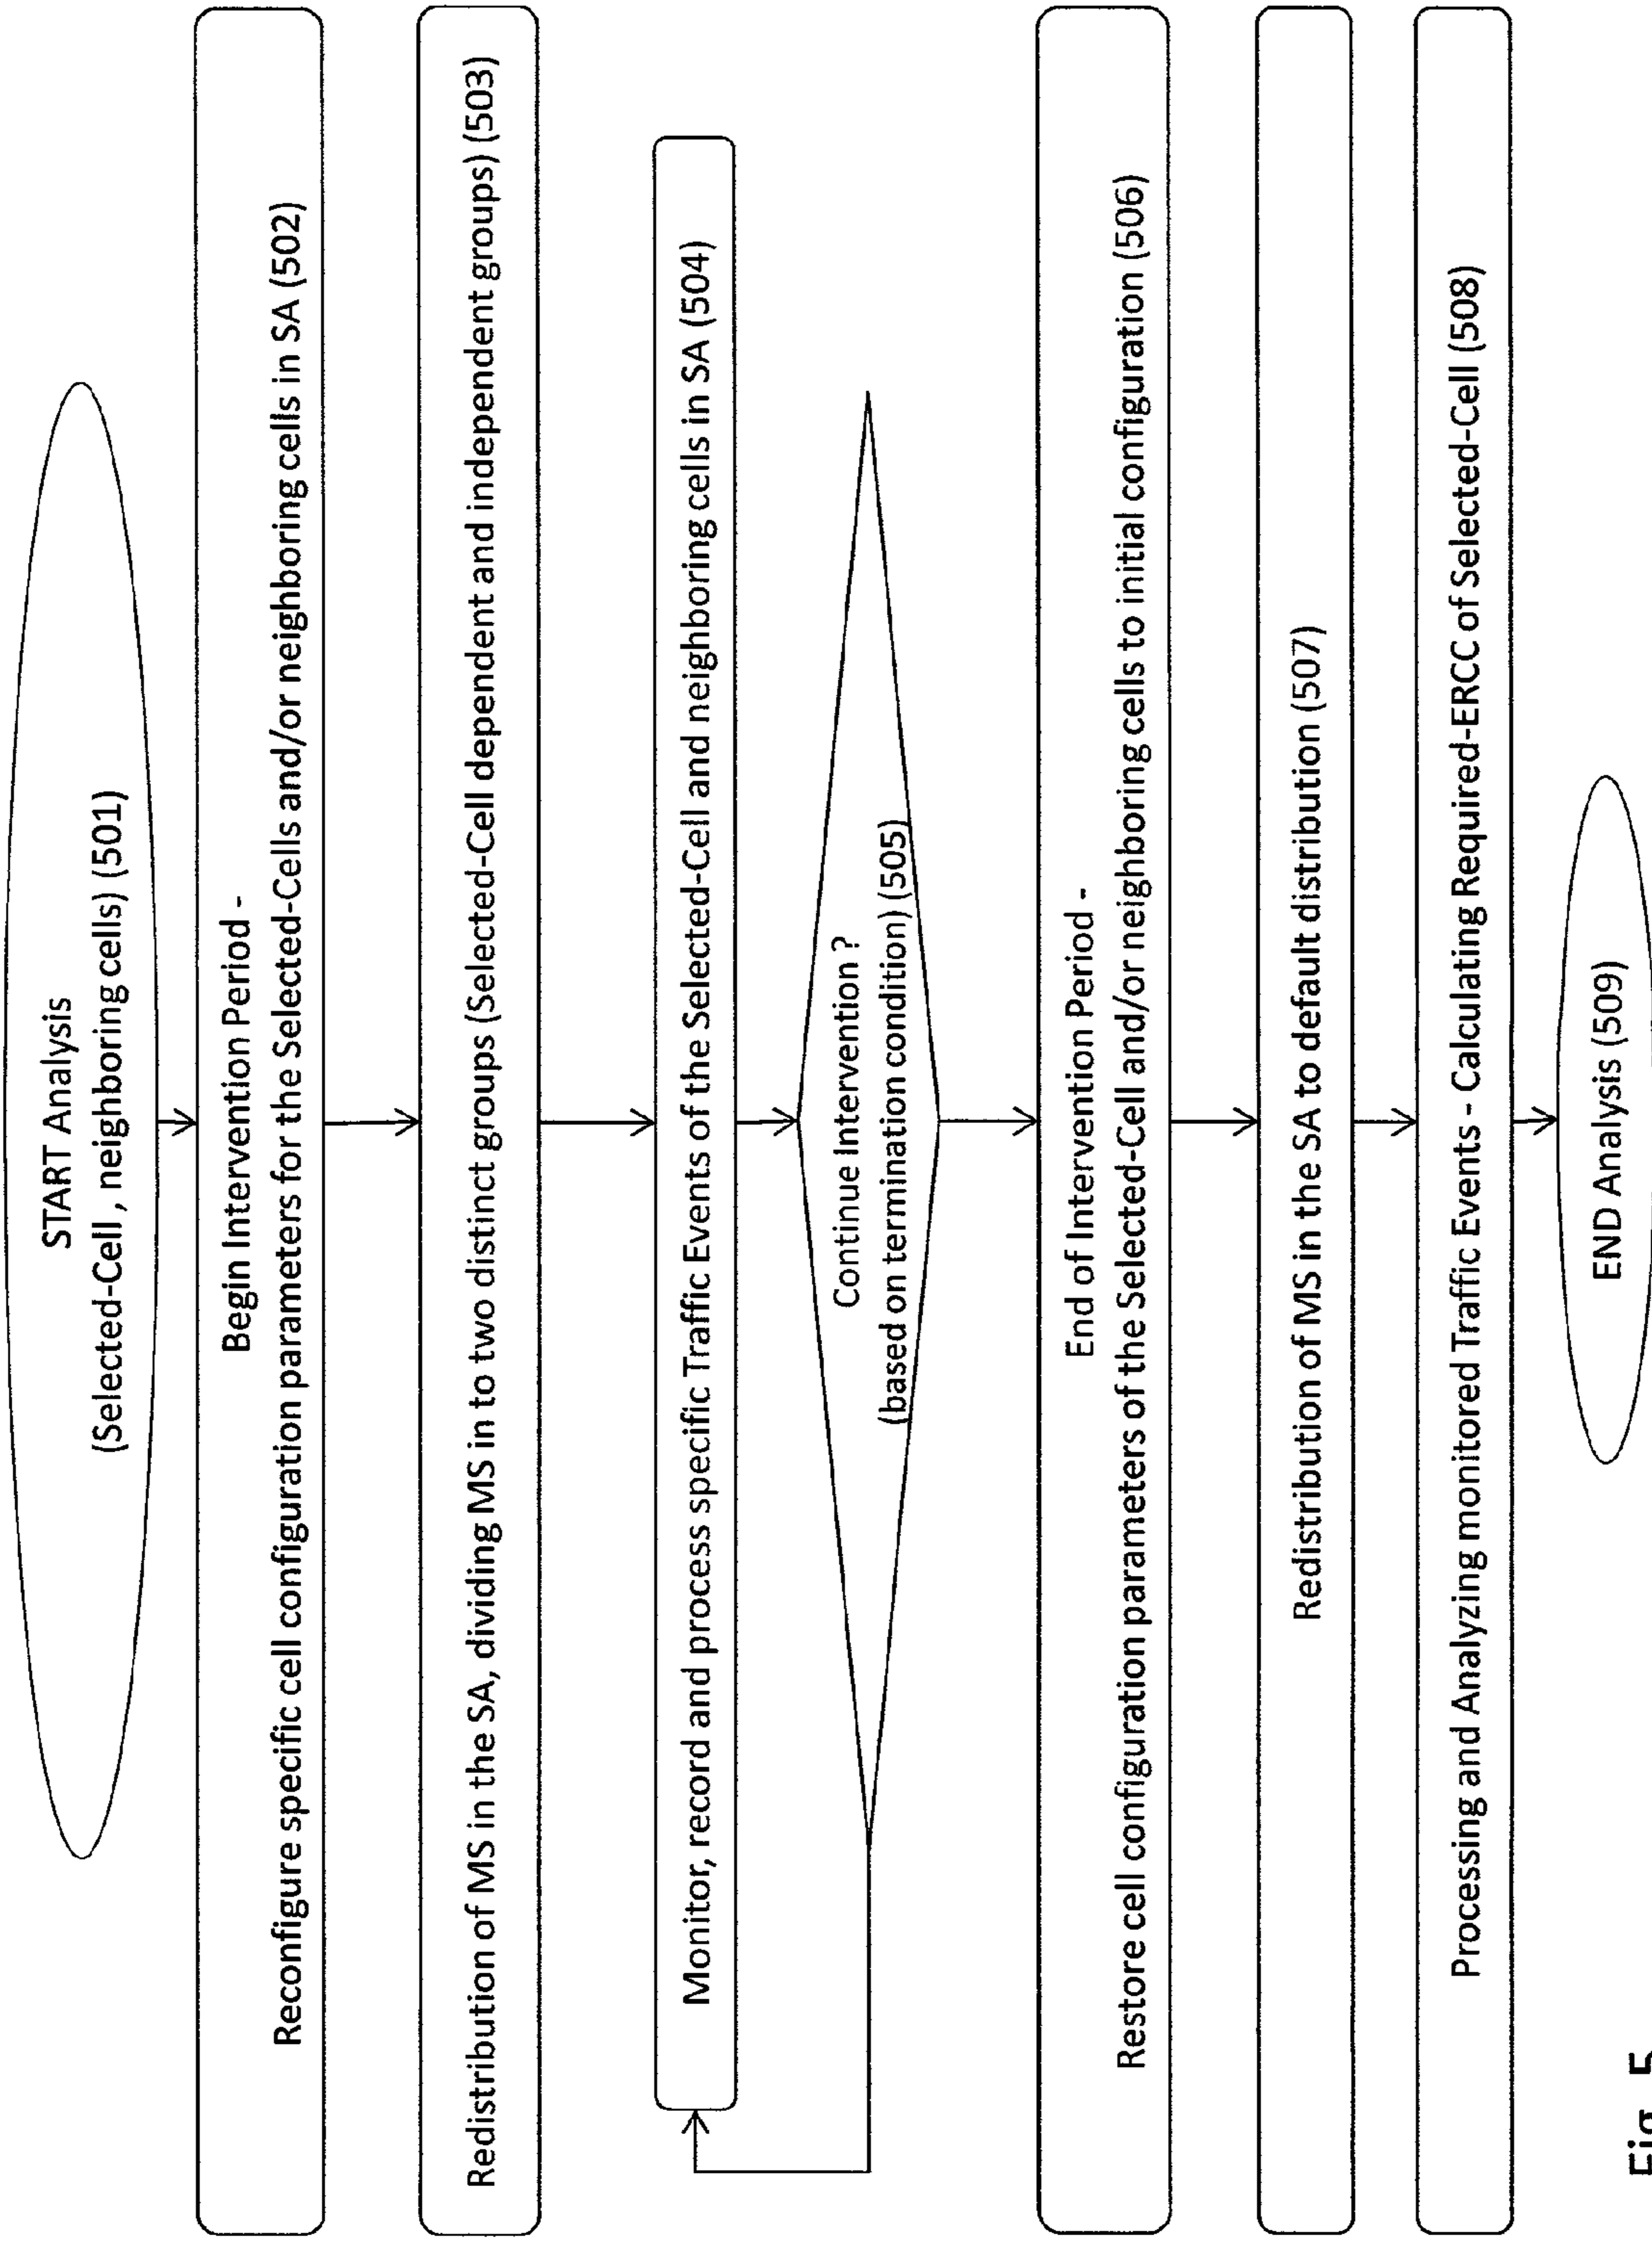 START Analysis
(Selected-Cell , neighboring cells) (501)
Begin Intervention Period -
Reconfigure specific cell configuration parameters for the Selected-Cells and/or neighboring cells in SA (502)
Redistribution of MS in the SA, dividing MS in to two distinct groups (Selected-Cell dependent and independent groups) (503)
Monitor, record and process specific Traffic Events of the Selected-Cell and neighboring cells in SA (504)
Continue Intervention ?
(based on termination condition) (505)
End of Intervention Period -
Restore cell configuration parameters of the Selected-Cell and/or neighboring cells to initial configuration (506)
Redistribution of MS in the SA to default distribution (507)
Processing and Analyzing monitored Traffic Events - Calculating Required-ERCC of Selected-Cell (508)
END Analysis (509)
Fig. 5